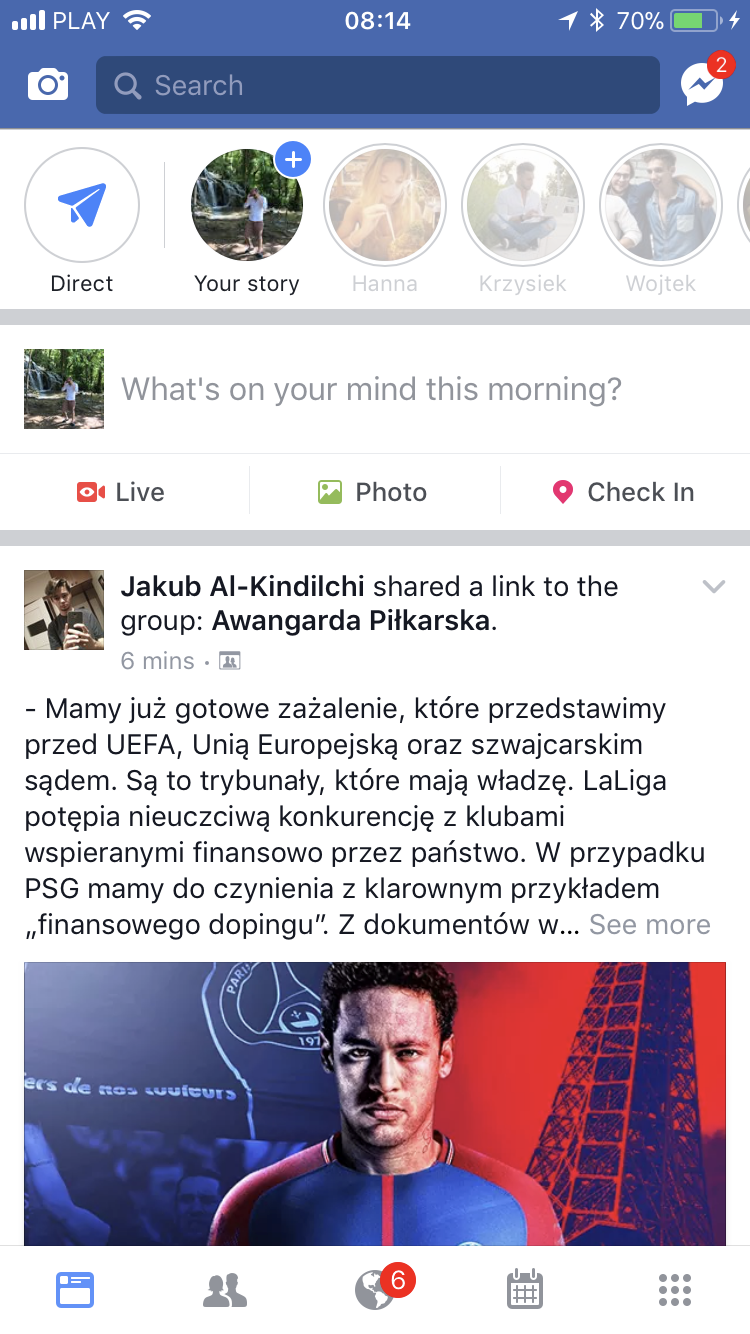 PLAY 08:14 70%
Search 2
Direct Your story Hanna Krzysiek Wojtek
What's on your mind this morning?
Live Photo Check In
Jakub Al-Kindilchi shared a link to the
group: Awangarda Piłkarska.
6 mins ·
- Mamy już gotowe zażalenie, które przedstawimy
przed UEFA, Unią Europejską oraz szwajcarskim
sądem. Są to trybunały, które mają władzę. LaLiga
potępia nieuczciwą konkurencję z klubami
wspieranymi finansowo przez państwo. W przypadku
PSG mamy do czynienia z klarownym przykładem
„finansowego dopingu”. Z dokumentów w... See more
PARIS
197
ers de nos couleurs
6